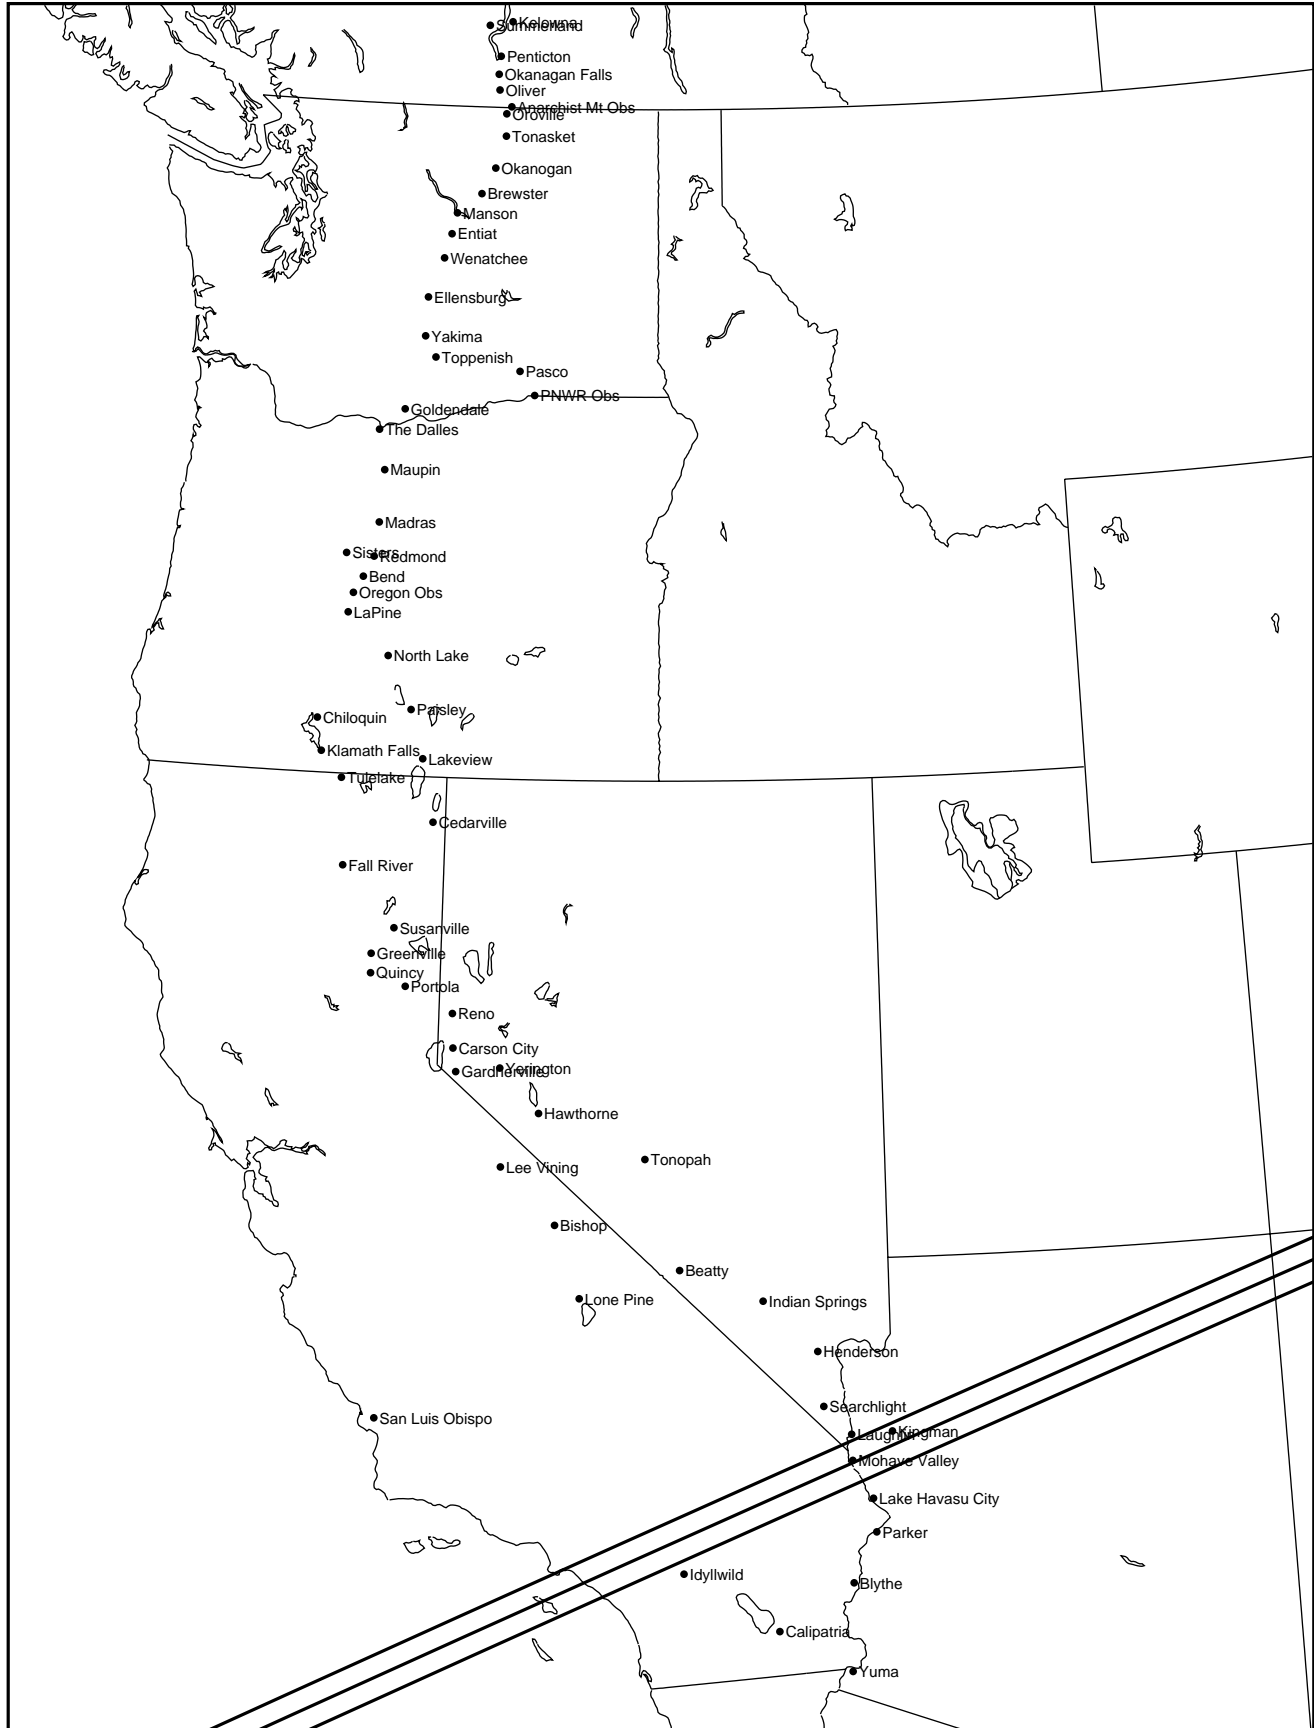 Kelowna
Summerland
Penticton
Okanagan Falls
Oliver
Anarchist Mt Obs
Oroville
Tonasket
Okanogan
Brewster
Manson
Entiat
Wenatchee
Ellensburg
Yakima
Toppenish
Pasco
PNWR Obs
Goldendale
The Dalles
Maupin
Madras
Sisters
Redmond
Bend
Oregon Obs
LaPine
North Lake
Paisley
Chiloquin
Klamath Falls
Lakeview
Tulelake
Cedarville
Fall River
Susanville
Greenville
Quincy
Portola
Reno
Carson City
Yerington
Gardnerville
Hawthorne
Tonopah
Lee Vining
Bishop
Beatty
Lone Pine
Indian Springs
Henderson
Searchlight
San Luis Obispo
Kingman
Laughlin
Mohave Valley
Lake Havasu City
Parker
Idyllwild
Blythe
Calipatria
Yuma